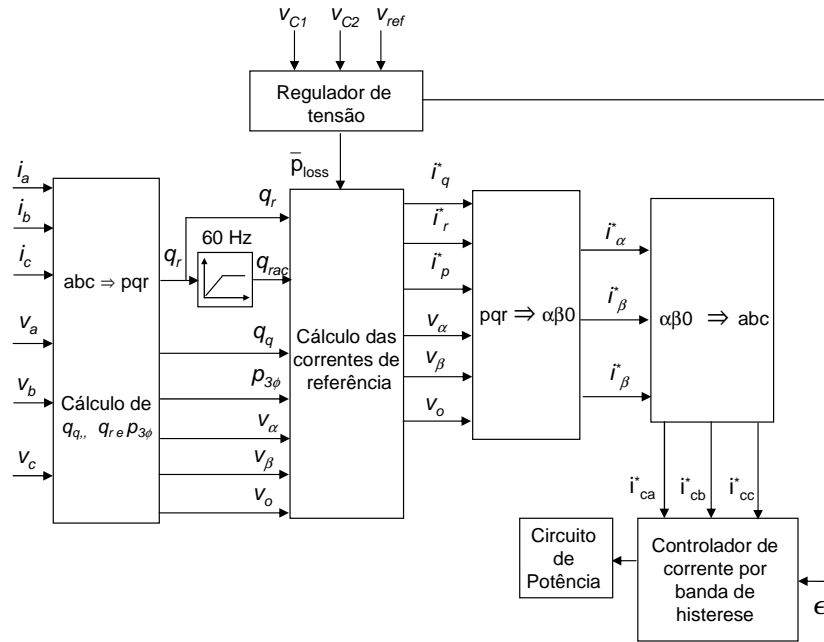 v_C1 v_C2 v_ref
Regulador de
tensão
p̅_loss
i_a
i_b
i_c
v_a
v_b
v_c
abc ⇒ pqr
Cálculo de
q_q,, q_r e p_3ϕ
q_r
60 Hz
q_r
q_rac
q_q
p_3ϕ
v_α
v_β
v_o
Cálculo das
correntes de
referência
i*_q
i*_r
i*_p
v_α
v_β
v_o
pqr ⇒ αβ0
i*_α
i*_β
i*_β
αβ0 ⇒ abc
i*_ca i*_cb i*_cc
Circuito
de
Potência
Controlador de
corrente por
banda de
histerese
ϵ